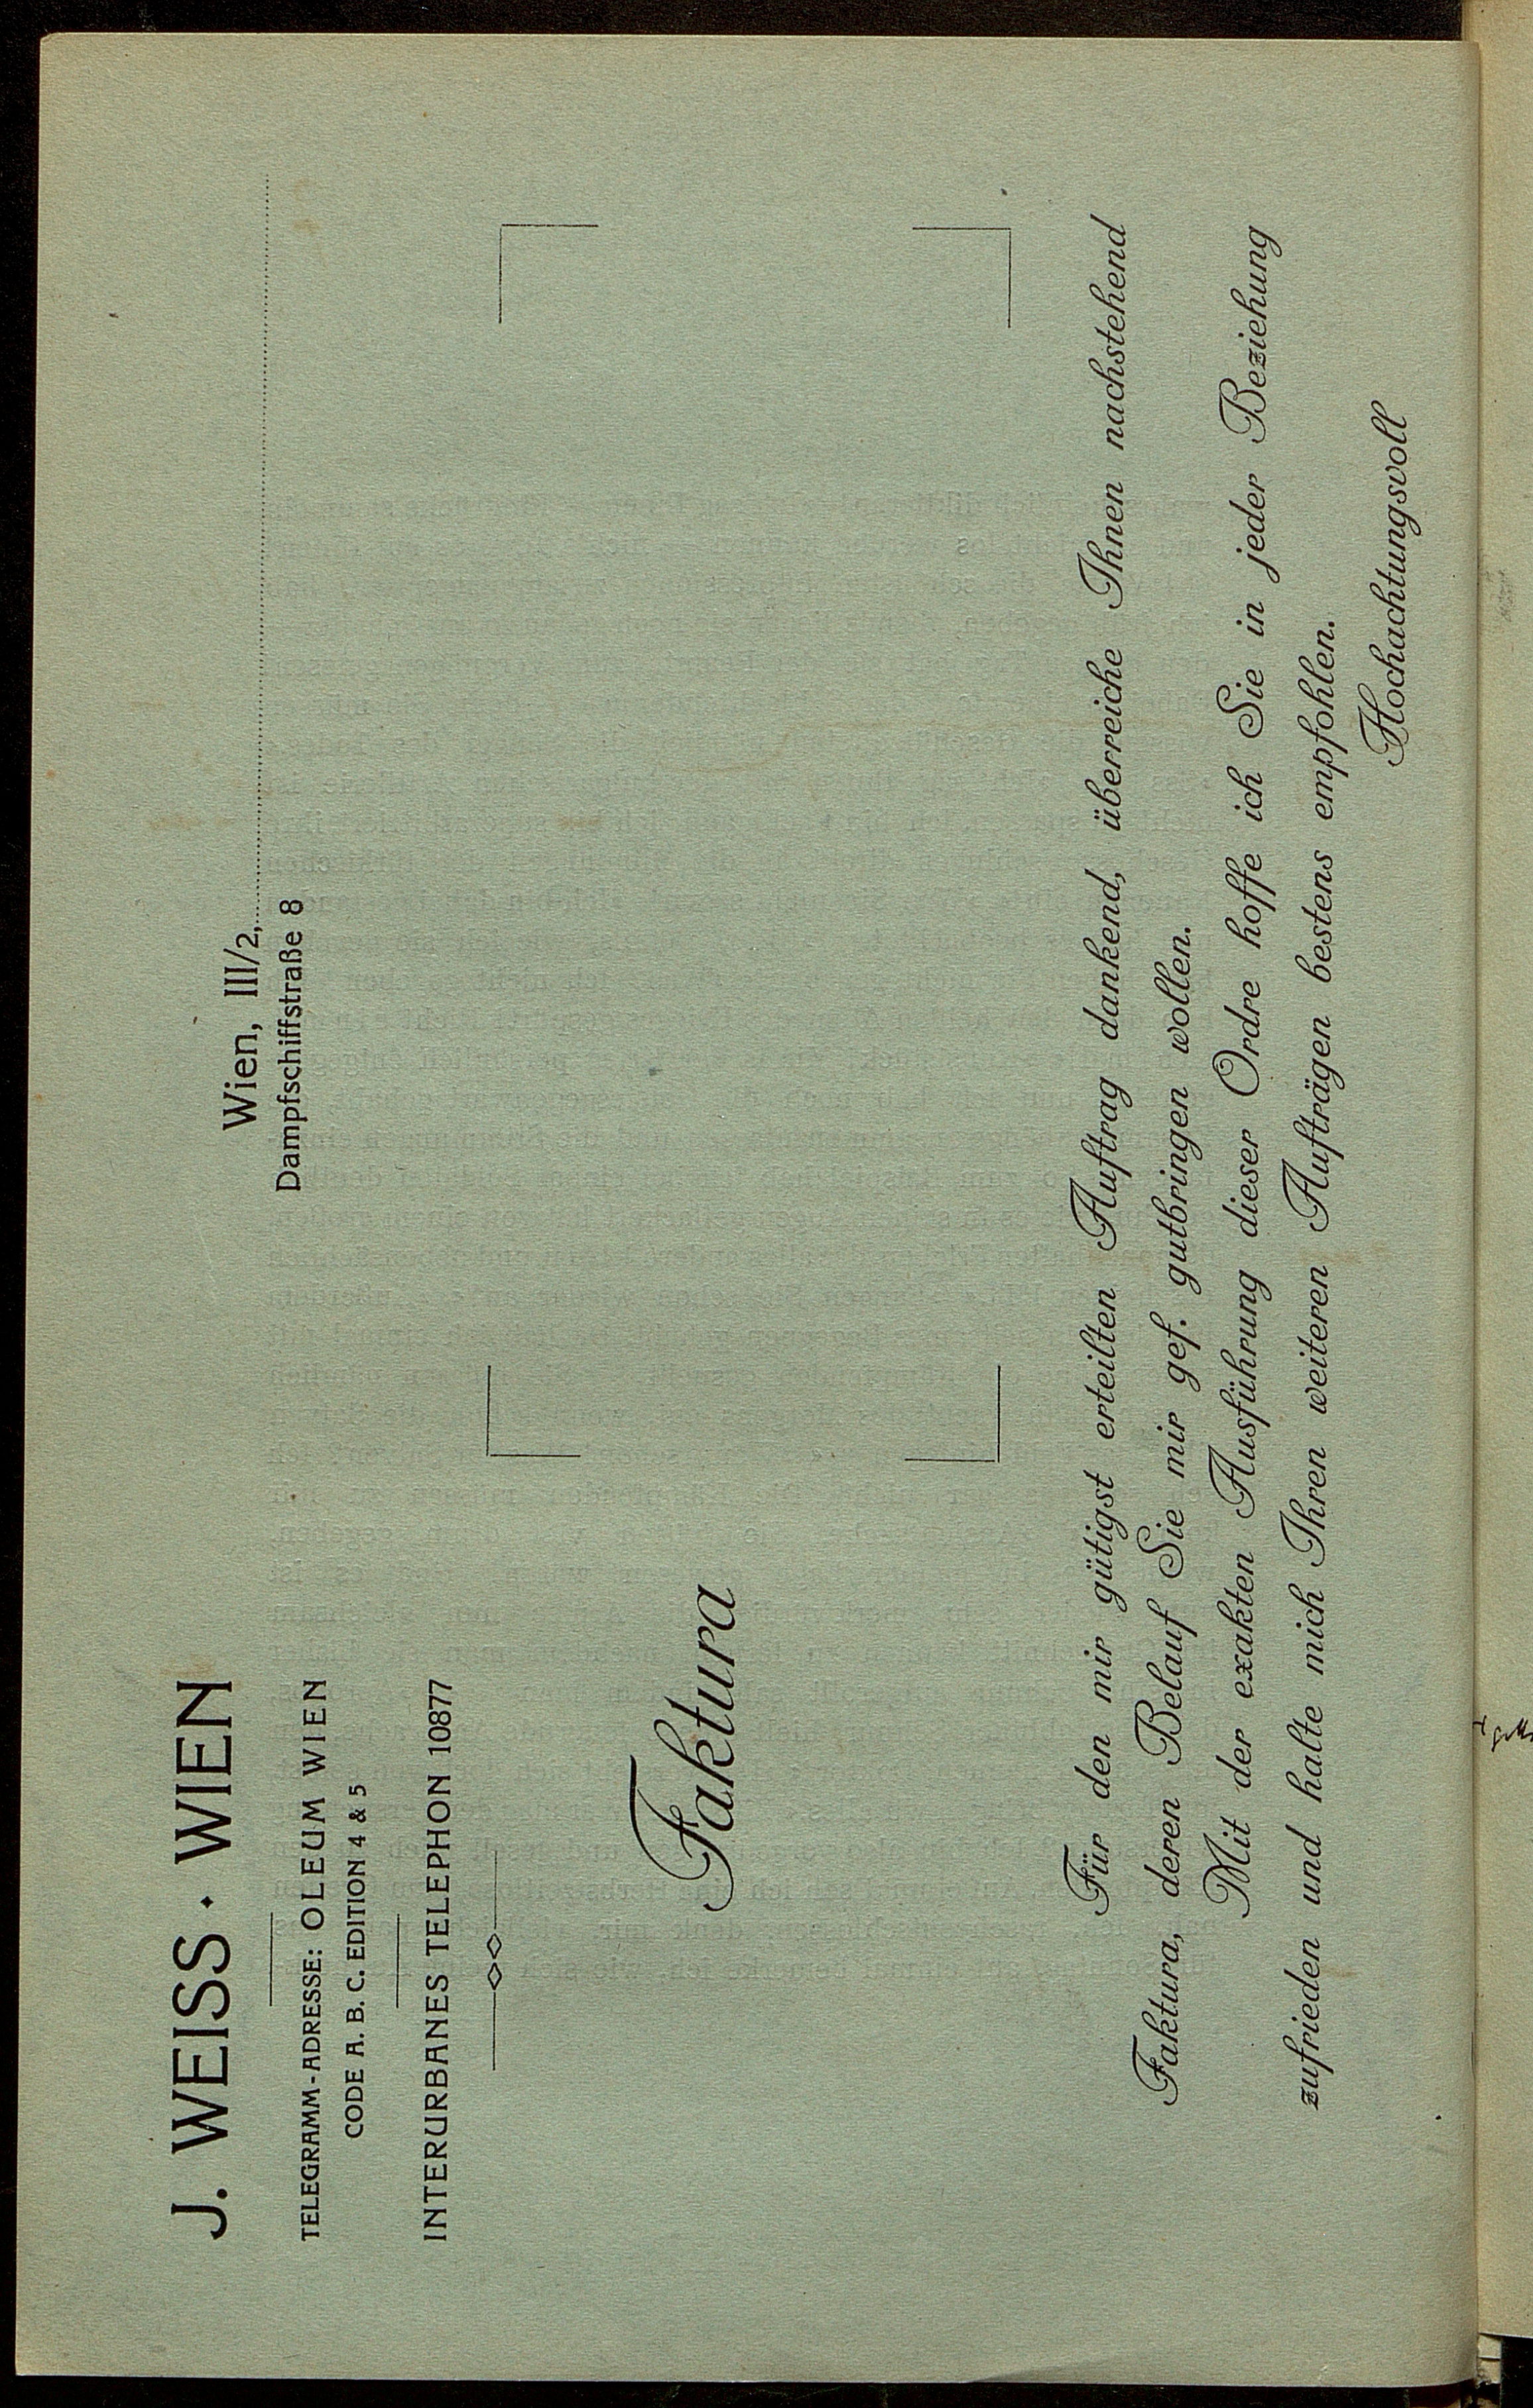 J. WEISS · WIEN
TELEGRAMM-ADRESSE: OLEUM WIEN
CODE A. B. C. EDITION 4 & 5
INTERURBANES TELEPHON 10877
Wien, III/2,
Dampfschiffstraße 8
Faktura
Für den mir gütigst erteilten Auftrag dankend, überreiche Ihnen nachstehend
Faktura, deren Belauf Sie mir gef. gutbringen wollen.
Mit der exakten Ausführung dieser Ordre hoffe ich Sie in jeder Beziehung
zufrieden und halte mich Ihren weiteren Aufträgen bestens empfohlen.
Hochachtungsvoll